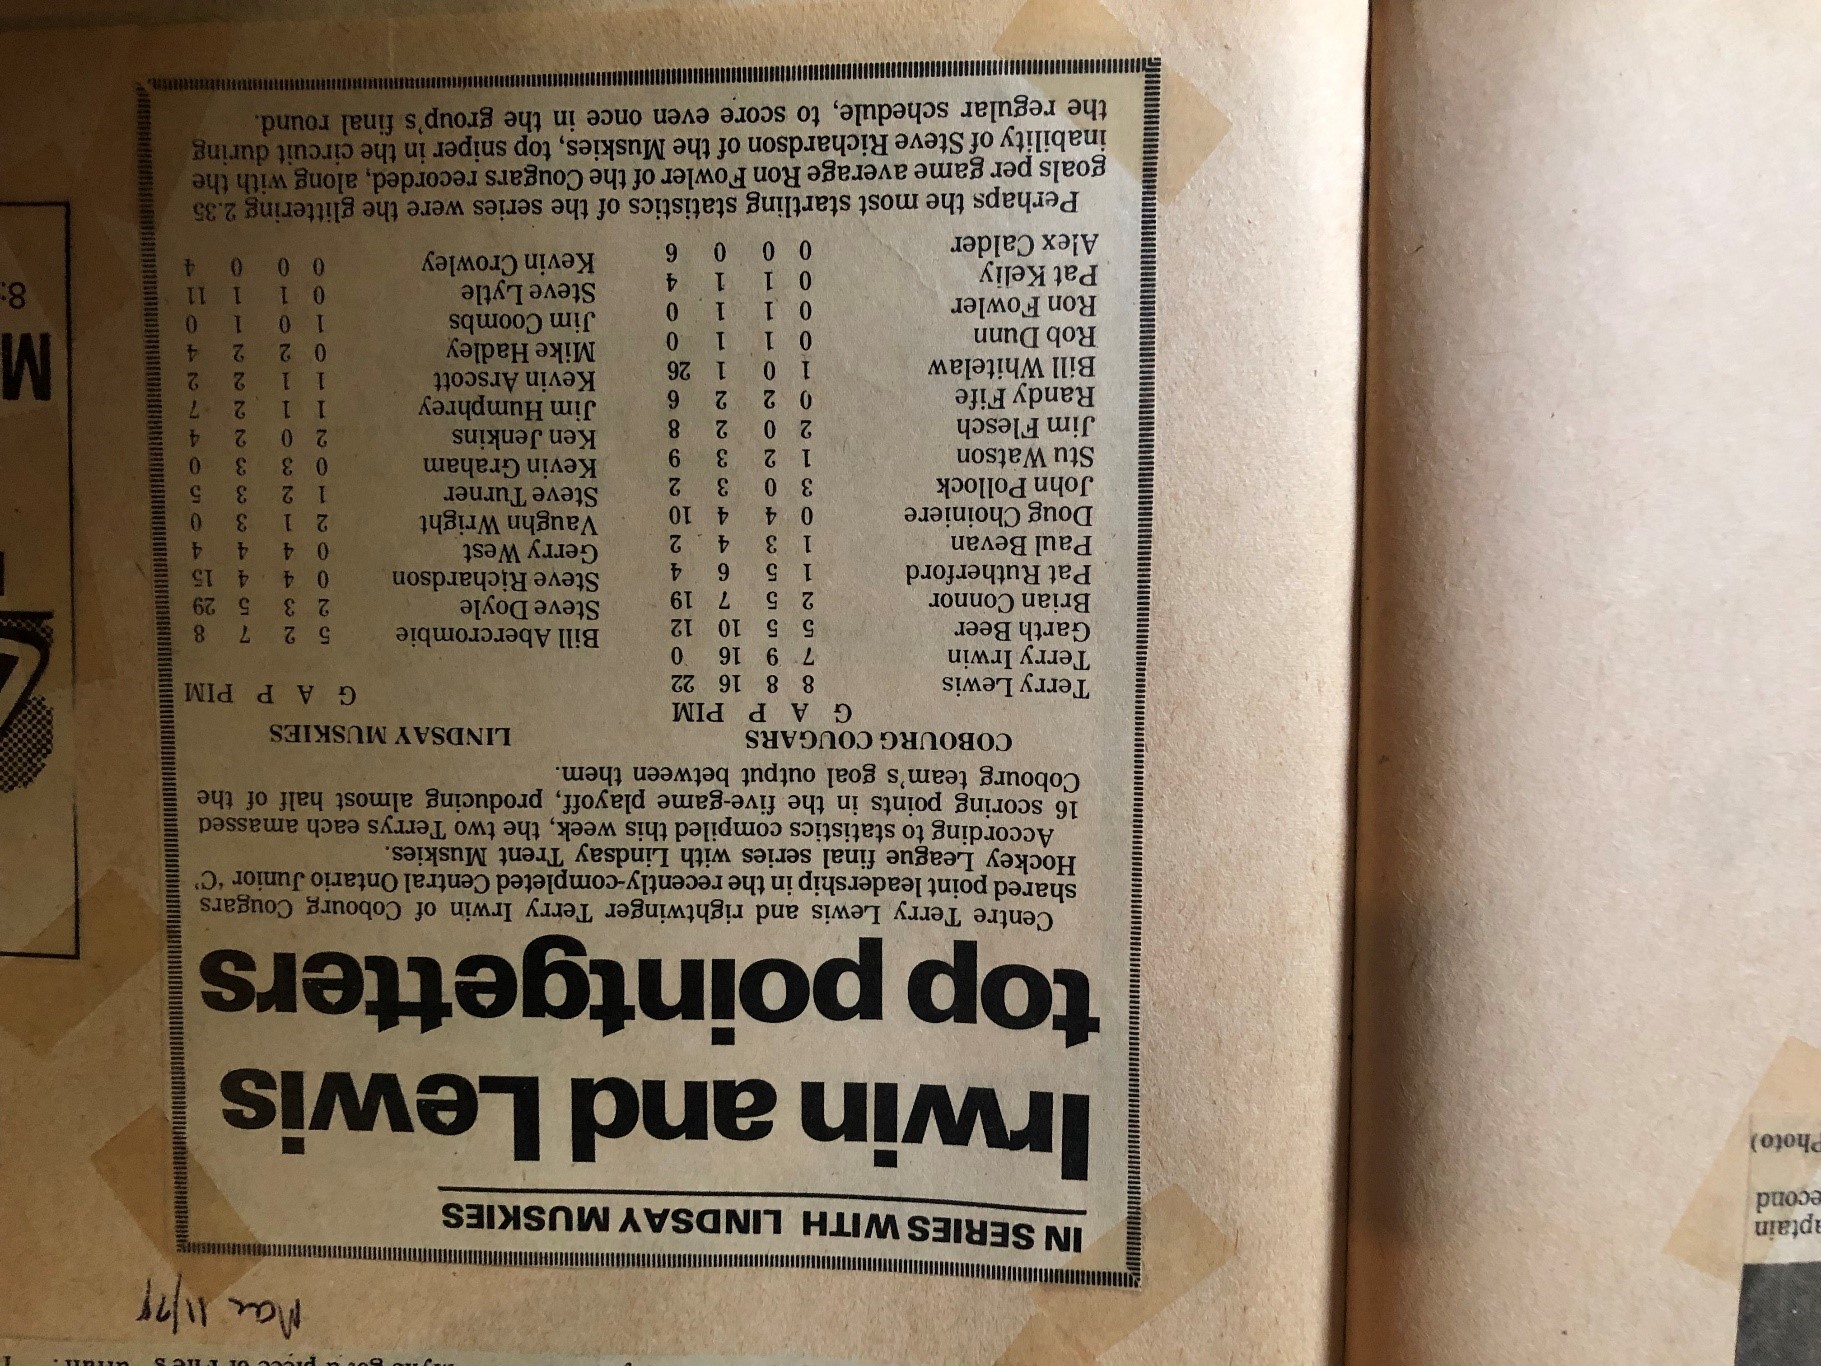 Mar 11/78
IN SERIES WITH LINDSAY MUSKIES
Irwin and Lewis
top pointgetters
Centre Terry Lewis and rightwinger Terry Irwin of Cobourg Cougars
shared point leadership in the recently-completed Central Ontario Junior 'C'
Hockey League final series with Lindsay Trent Muskies.
According to statistics compiled this week, the two Terrys each amassed
16 scoring points in the five-game playoff, producing almost half of the
Cobourg team's goal output between them.
COBOURG COUGARS
G A P PIM
Terry Lewis 8 8 16 22
Terry Irwin 7 9 16 0
Garth Beer 5 5 10 12
Brian Connor 2 5 7 19
Pat Rutherford 1 5 6 4
Paul Bevan 1 3 4 2
Doug Choiniere 0 4 4 10
John Pollock 3 0 3 2
Stu Watson 1 2 3 9
Jim Flesch 2 0 2 8
Randy Fife 0 2 2 6
Bill Whitelaw 1 0 1 26
Rob Dunn 0 1 1 0
Ron Fowler 0 1 1 0
Pat Kelly 0 1 1 4
Alex Calder 0 0 0 6
LINDSAY MUSKIES
G A P PIM
Bill Abercrombie 5 2 7 8
Steve Doyle 2 3 5 29
Steve Richardson 0 4 4 15
Gerry West 0 4 4 4
Vaughn Wright 2 1 3 0
Steve Turner 1 2 3 5
Kevin Graham 0 3 3 0
Ken Jenkins 2 0 2 4
Jim Humphrey 1 1 2 7
Kevin Arscott 1 1 2 2
Mike Hadley 0 2 2 4
Jim Coombs 1 0 1 0
Steve Lytle 0 1 1 11
Kevin Crowley 0 0 0 4
Perhaps the most startling statistics of the series were the glittering 2.35
goals per game average Ron Fowler of the Cougars recorded, along with the
inability of Steve Richardson of the Muskies, top sniper in the circuit during
the regular schedule, to score even once in the group's final round.
M
8:
aptain
econd
Photo)